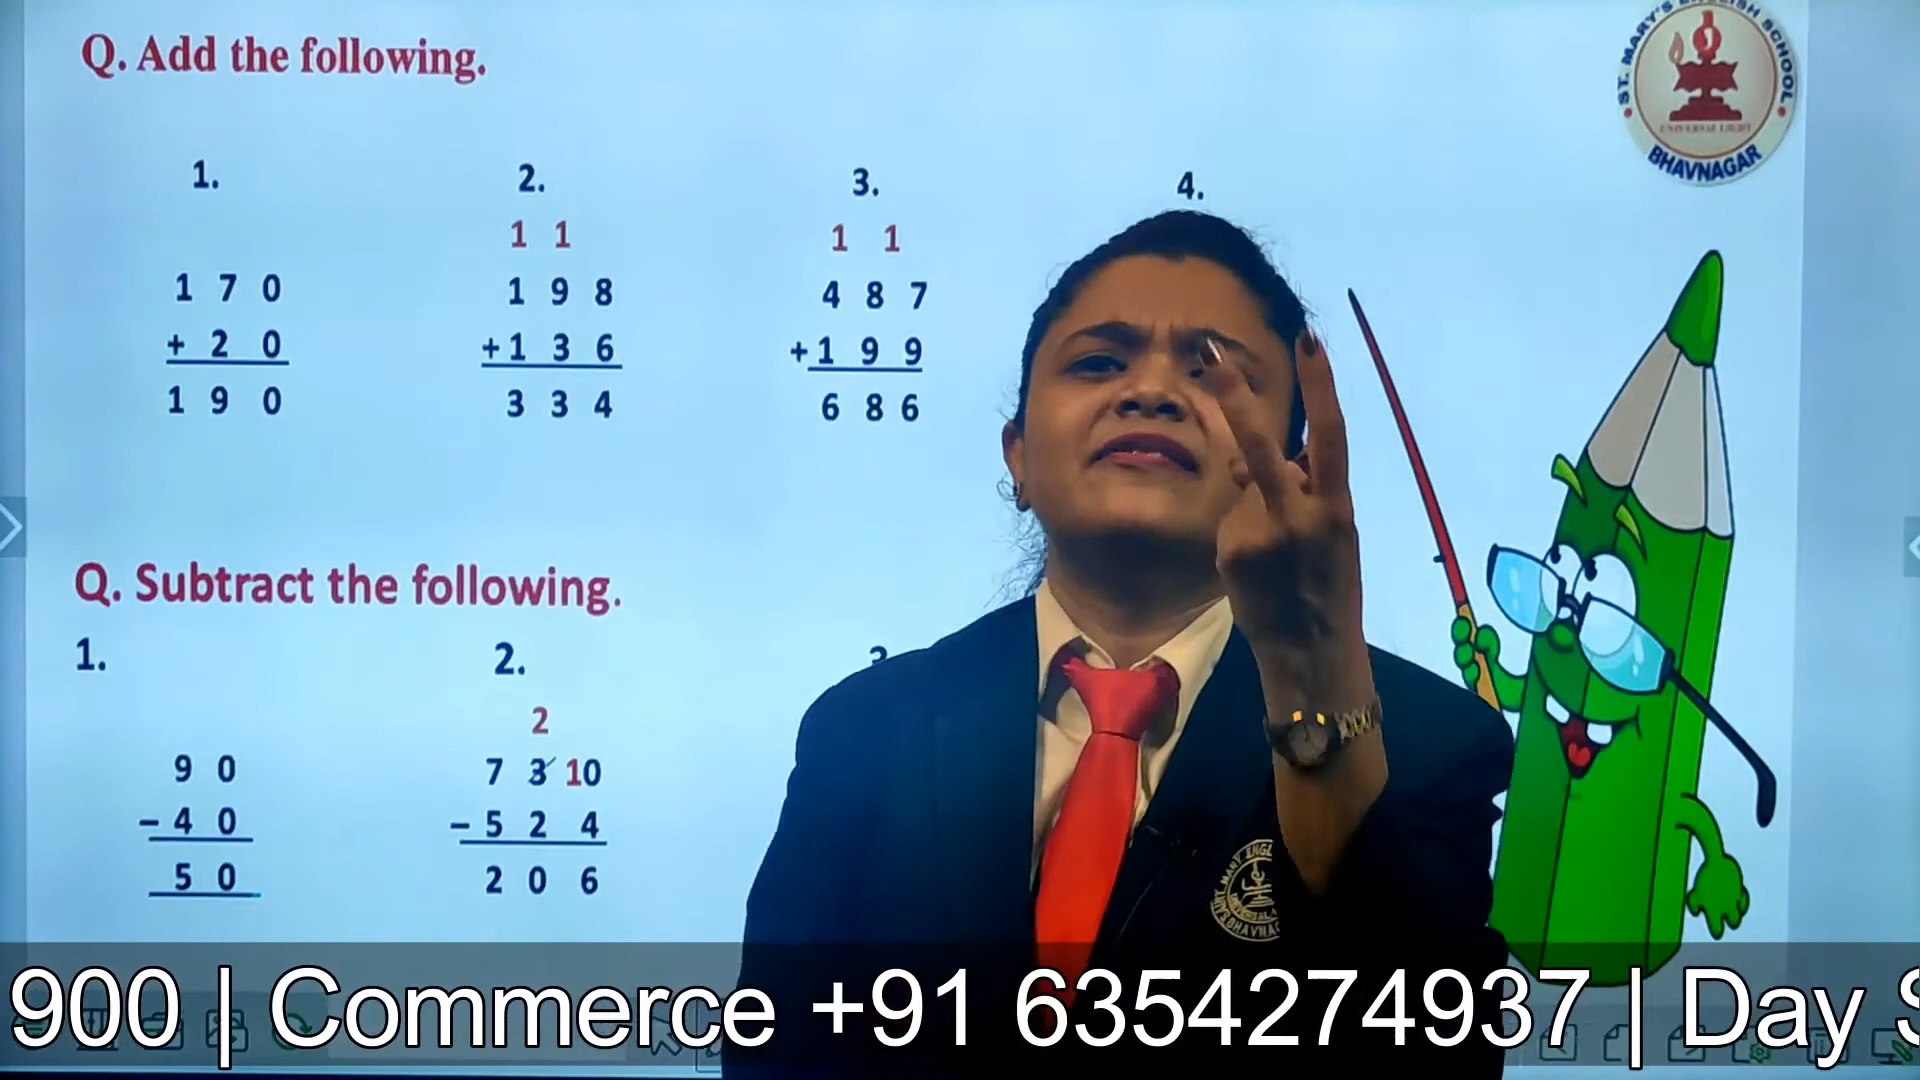 Q. Add the following.
ST. MARY'S ENGLISH SCHOOL
UNIVERSAL LIGHT
BHAVNAGAR
1. 2. 3. 4.
1 1 1 1
1 7 0 1 9 8 4 8 7
+ 2 0 +1 3 6 +1 9 9
1 9 0 3 3 4 6 8 6
Q. Subtract the following.
1. 2. 3.
2
9 0 7 3 10
- 4 0 - 5 2 4
5 0 2 0 6
900 | Commerce +91 6354274937 | Day S